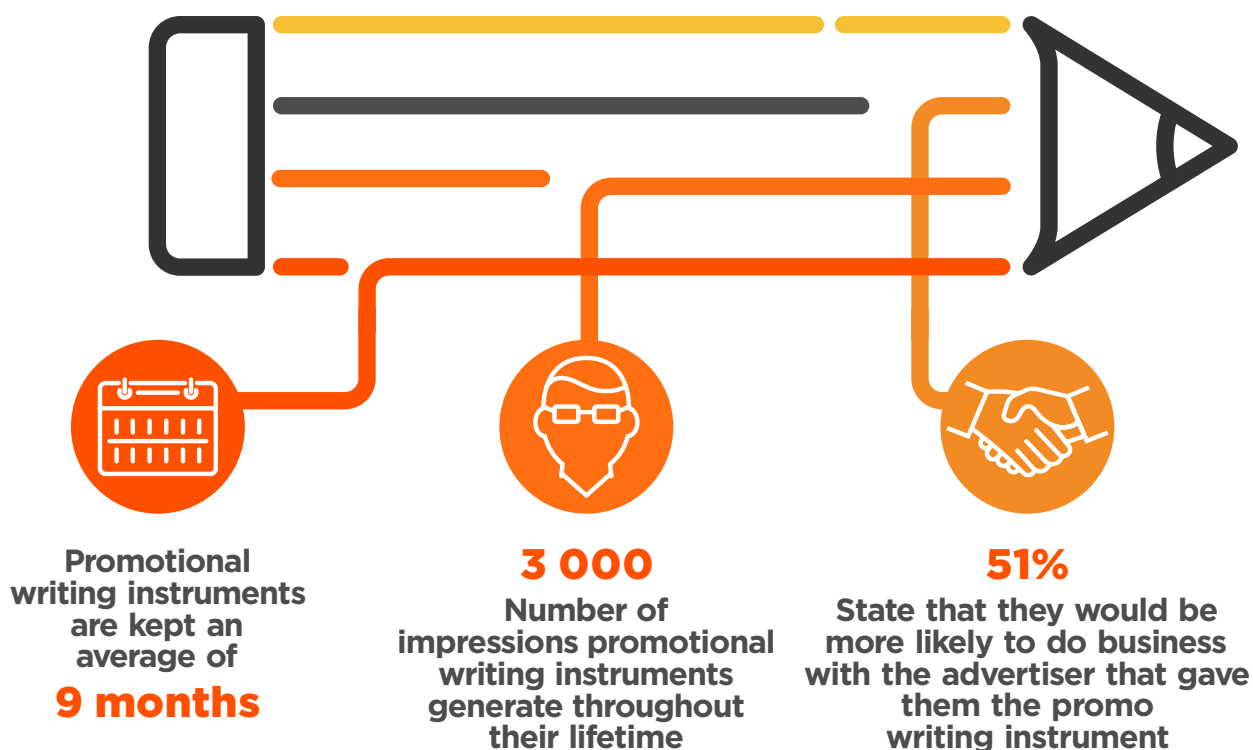 Promotional
writing instruments
are kept an
average of
9 months
3 000
Number of
impressions promotional
writing instruments
generate throughout
their lifetime
51%
State that they would be
more likely to do business
with the advertiser that gave
them the promo
writing instrument